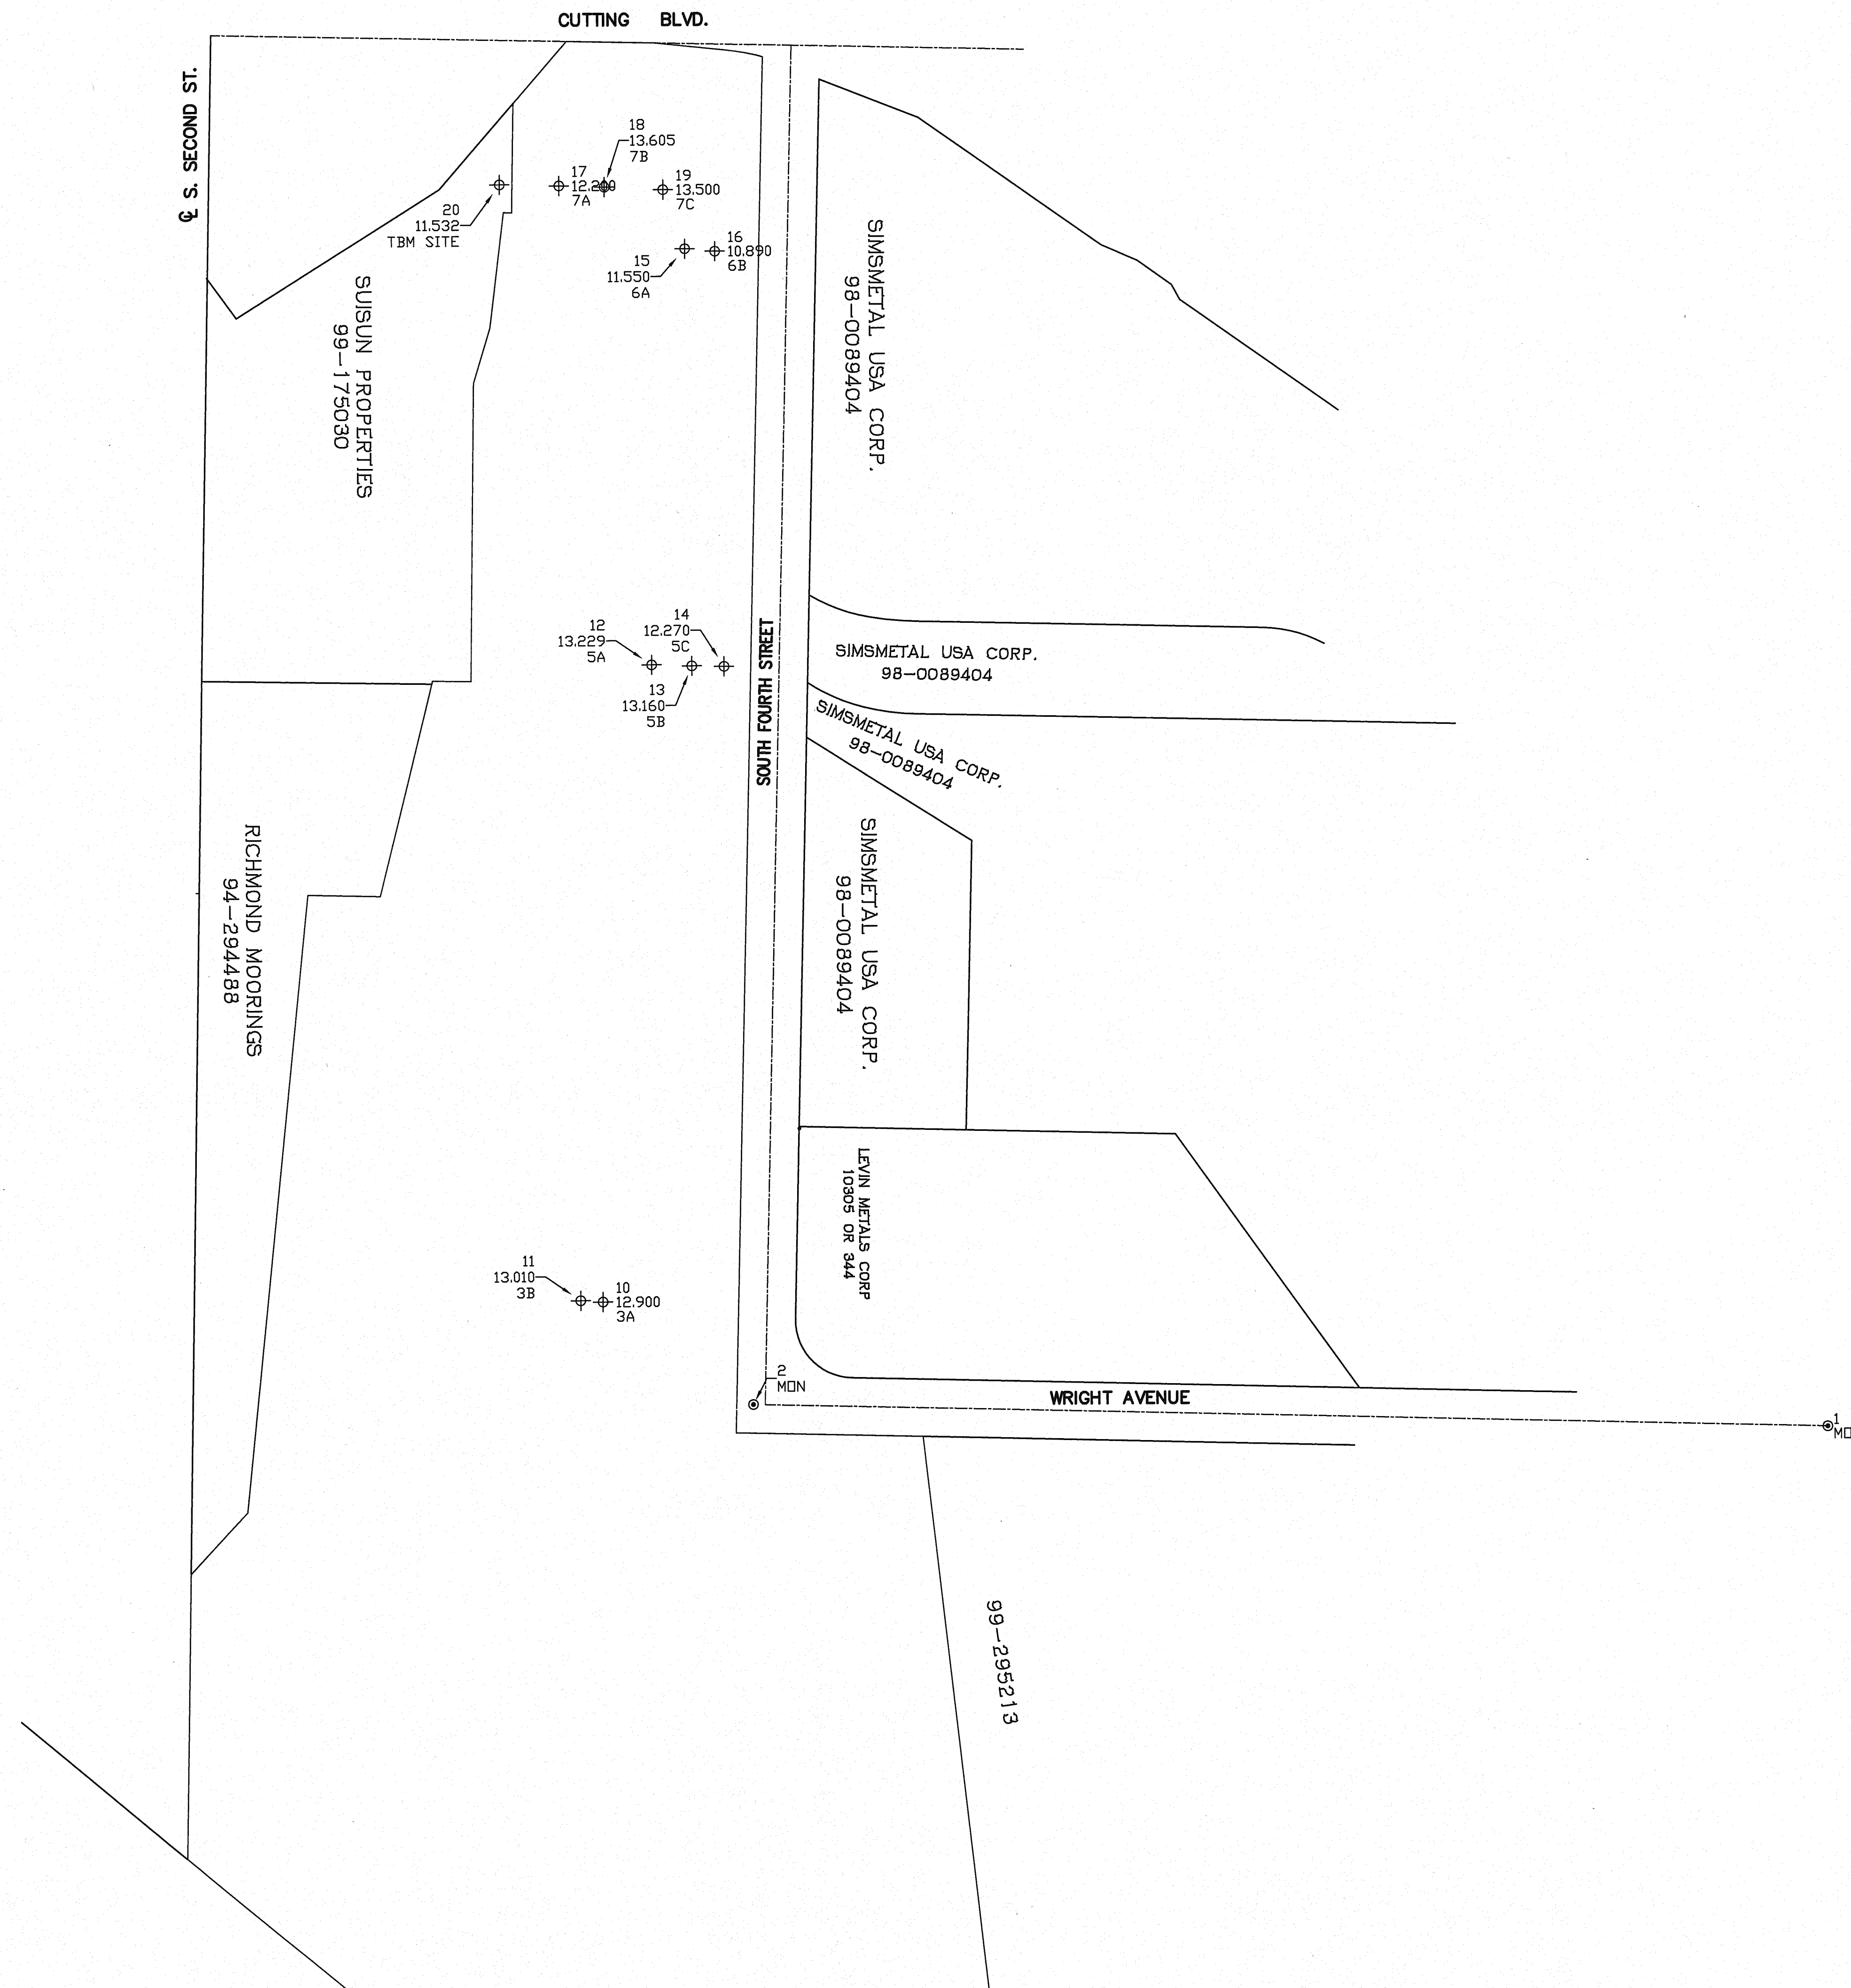 CUTTING BLVD.
℄ S. SECOND ST.
18
13.605
7B
17
7A
19
13.500
7C
20
11.532
TBM SITE
16
10.890
6B
15
11.550
6A
SUISUN PROPERTIES
99-175030
SIMSMETAL USA CORP.
98-0089404
12
13.229
5A
14
12.270
5C
13
13.160
5B
SOUTH FOURTH STREET
SIMSMETAL USA CORP.
98-0089404
SIMSMETAL USA CORP.
98-0089404
SIMSMETAL USA CORP.
98-0089404
RICHMOND MOORINGS
94-294488
LEVIN METALS CORP
10305 OR 344
11
13.010
3B
10
12.900
3A
2
MON
WRIGHT AVENUE
1
99-295213